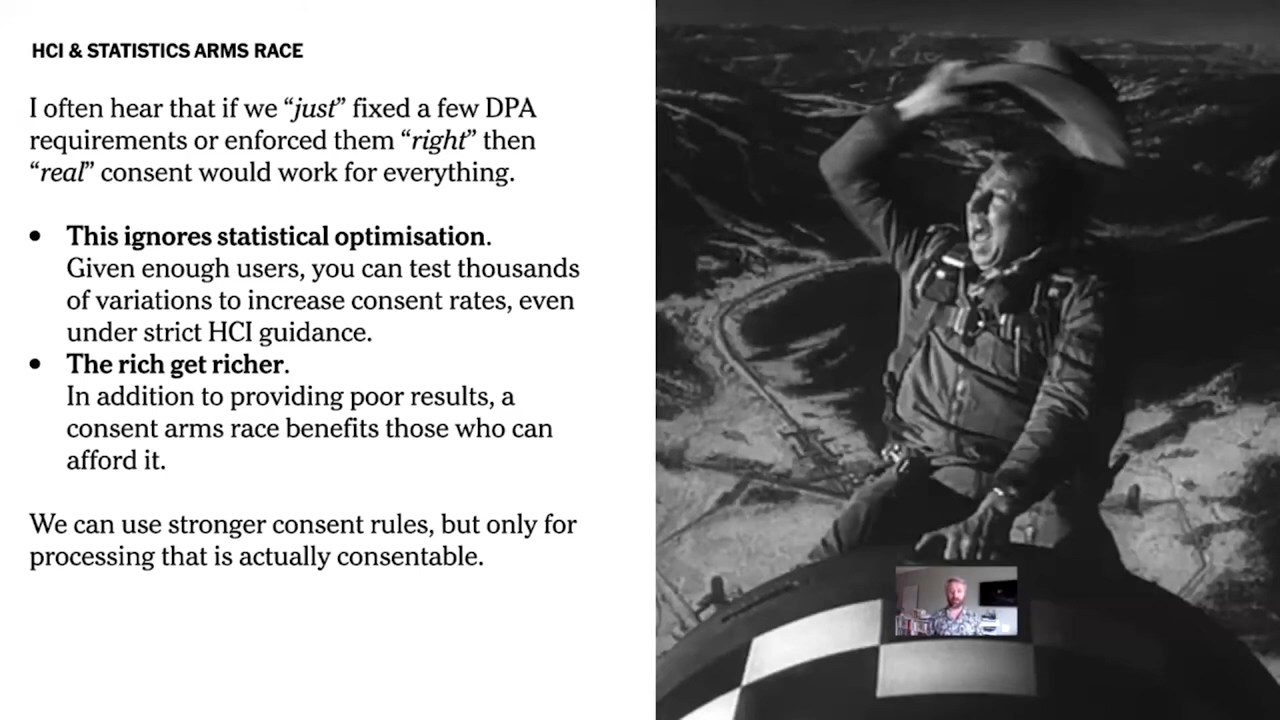 HCI & STATISTICS ARMS RACE
I often hear that if we “just” fixed a few DPA
requirements or enforced them “right” then
“real” consent would work for everything.
• This ignores statistical optimisation.
Given enough users, you can test thousands
of variations to increase consent rates, even
under strict HCI guidance.
• The rich get richer.
In addition to providing poor results, a
consent arms race benefits those who can
afford it.
We can use stronger consent rules, but only for
processing that is actually consentable.